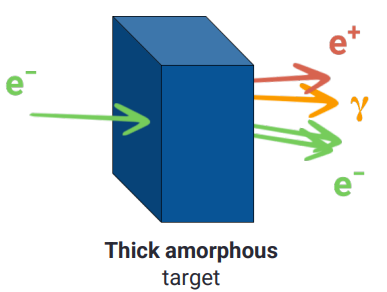 e⁺
e⁻
γ
e⁻
Thick amorphous
target